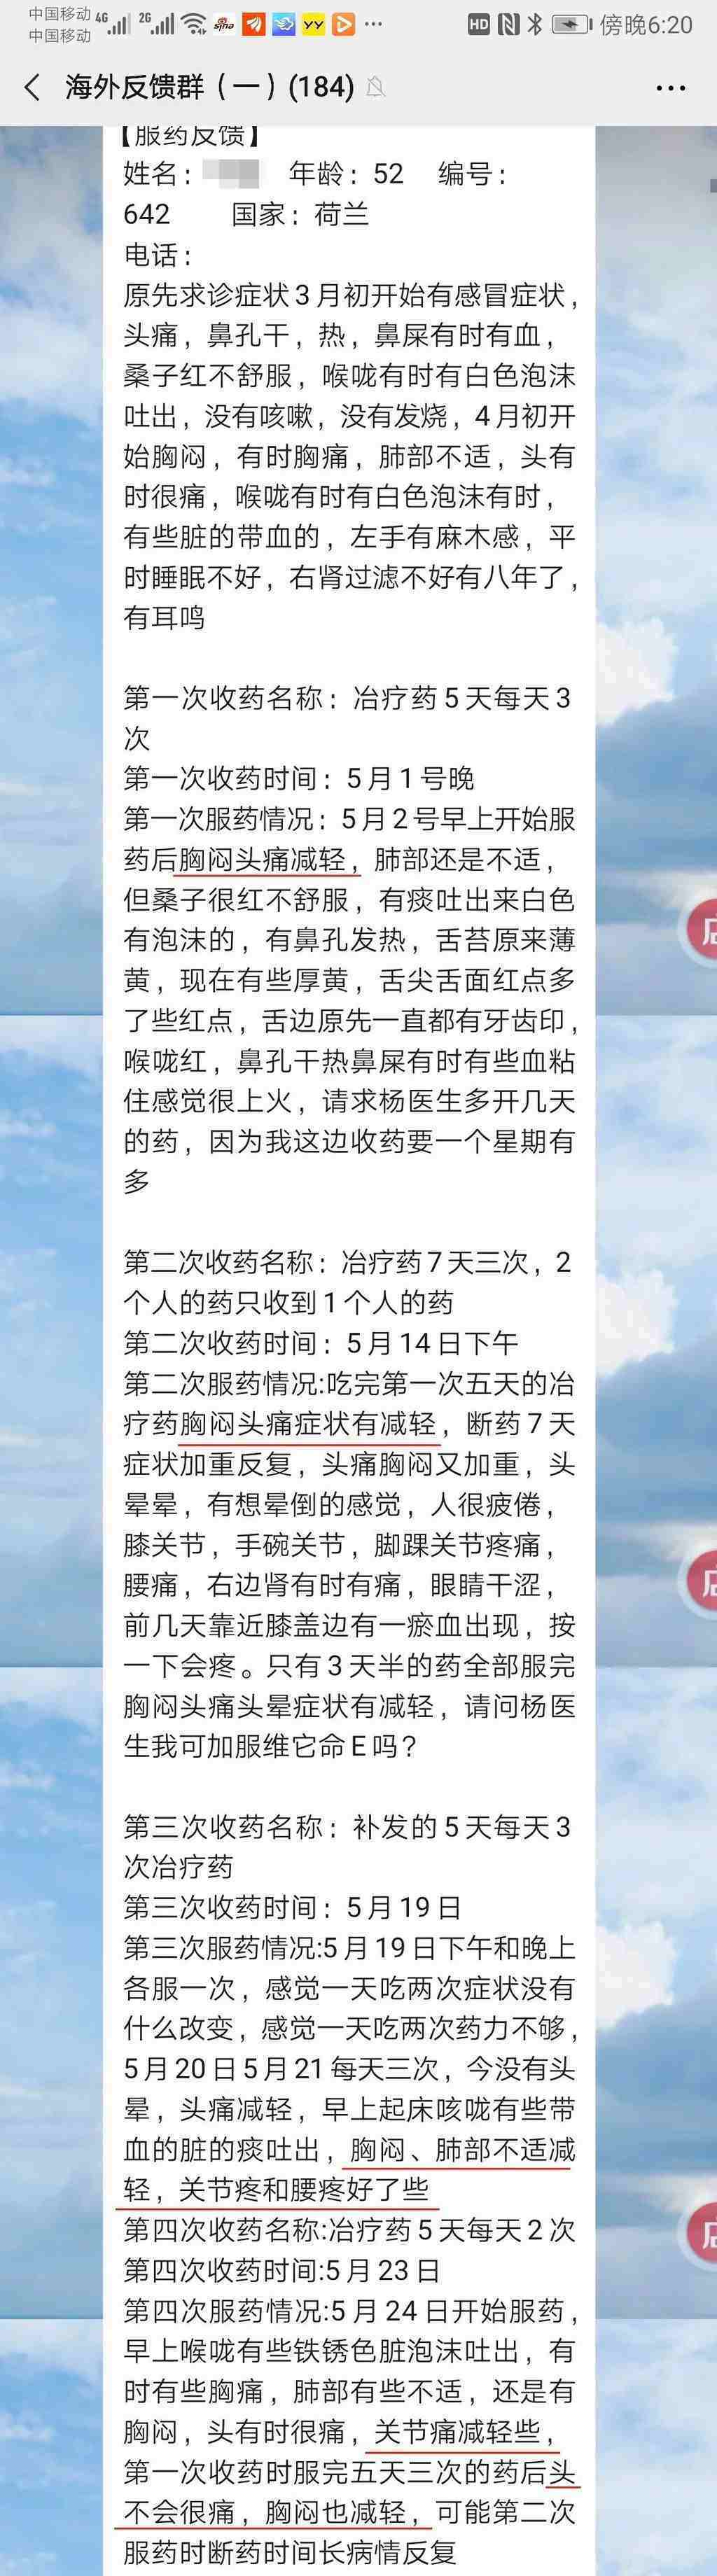 中国移动 4G 2G sina YY HD 傍晚6:20
中国移动
海外反馈群（一）(184)
【服药反馈】
姓名： 年龄：52 编号：
642 国家：荷兰
电话：
原先求诊症状3月初开始有感冒症状，
头痛，鼻孔干，热，鼻屎有时有血，
桑子红不舒服，喉咙有时有白色泡沫
吐出，没有咳嗽，没有发烧，4月初开
始胸闷，有时胸痛，肺部不适，头有
时很痛，喉咙有时有白色泡沫有时，
有些脏的带血的，左手有麻木感，平
时睡眠不好，右肾过滤不好有八年了，
有耳鸣
第一次收药名称：冶疗药5天每天3
次
第一次收药时间：5月1号晚
第一次服药情况：5月2号早上开始服
药后胸闷头痛减轻，肺部还是不适，
但桑子很红不舒服，有痰吐出来白色
有泡沫的，有鼻孔发热，舌苔原来薄
黄，现在有些厚黄，舌尖舌面红点多
了些红点，舌边原先一直都有牙齿印，
喉咙红，鼻孔干热鼻屎有时有些血粘
住感觉很上火，请求杨医生多开几天
的药，因为我这边收药要一个星期有
多
第二次收药名称：冶疗药7天三次，2
个人的药只收到1个人的药
第二次收药时间：5月14日下午
第二次服药情况:吃完第一次五天的冶
疗药胸闷头痛症状有减轻，断药7天
症状加重反复，头痛胸闷又加重，头
晕晕，有想晕倒的感觉，人很疲倦，
膝关节，手碗关节，脚踝关节疼痛，
腰痛，右边肾有时有痛，眼睛干涩，
前几天靠近膝盖边有一瘀血出现，按
一下会疼。只有3天半的药全部服完
胸闷头痛头晕症状有减轻，请问杨医
生我可加服维它命E吗？
第三次收药名称：补发的5天每天3
次冶疗药
第三次收药时间：5月19日
第三次服药情况:5月19日下午和晚上
各服一次，感觉一天吃两次症状没有
什么改变，感觉一天吃两次药力不够，
5月20日5月21每天三次，今没有头
晕，头痛减轻，早上起床咳咙有些带
血的脏的痰吐出，胸闷、肺部不适减
轻，关节疼和腰疼好了些
第四次收药名称:冶疗药5天每天2次
第四次收药时间:5月23日
第四次服药情况:5月24日开始服药，
早上喉咙有些铁锈色脏泡沫吐出，有
时有些胸痛，肺部有些不适，还是有
胸闷，头有时很痛，关节痛减轻些，
第一次收药时服完五天三次的药后头
不会很痛，胸闷也减轻，可能第二次
服药时断药时间长病情反复